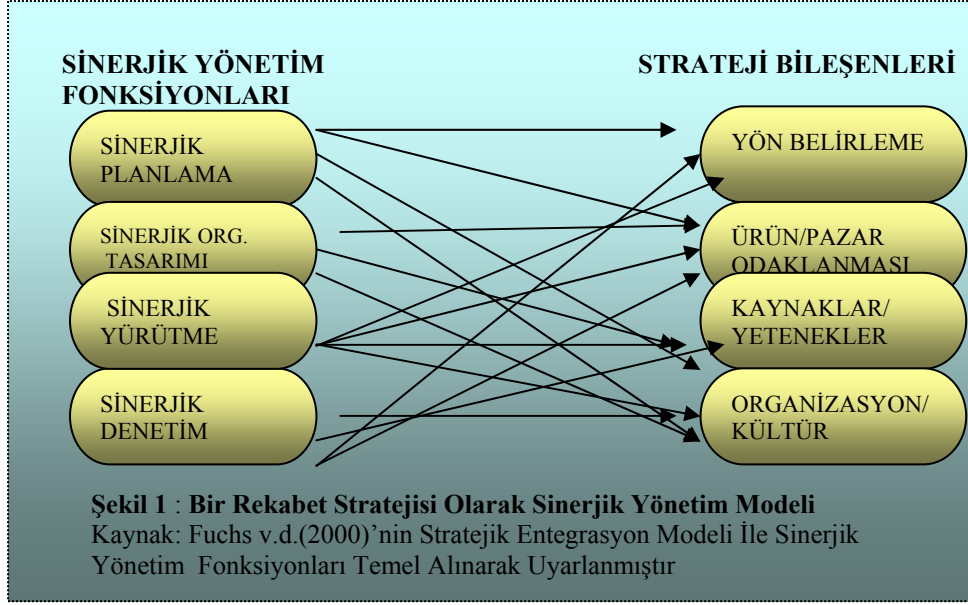 SİNERJİK YÖNETİM
FONKSİYONLARI
STRATEJİ BİLEŞENLERİ
SİNERJİK
PLANLAMA
SİNERJİK ORG.
TASARIMI
SİNERJİK
YÜRÜTME
SİNERJİK
DENETİM
YÖN BELİRLEME
ÜRÜN/PAZAR
ODAKLANMASI
KAYNAKLAR/
YETENEKLER
ORGANİZASYON/
KÜLTÜR
Şekil 1 : Bir Rekabet Stratejisi Olarak Sinerjik Yönetim Modeli
Kaynak: Fuchs v.d.(2000)’nin Stratejik Entegrasyon Modeli İle Sinerjik
Yönetim Fonksiyonları Temel Alınarak Uyarlanmıştır